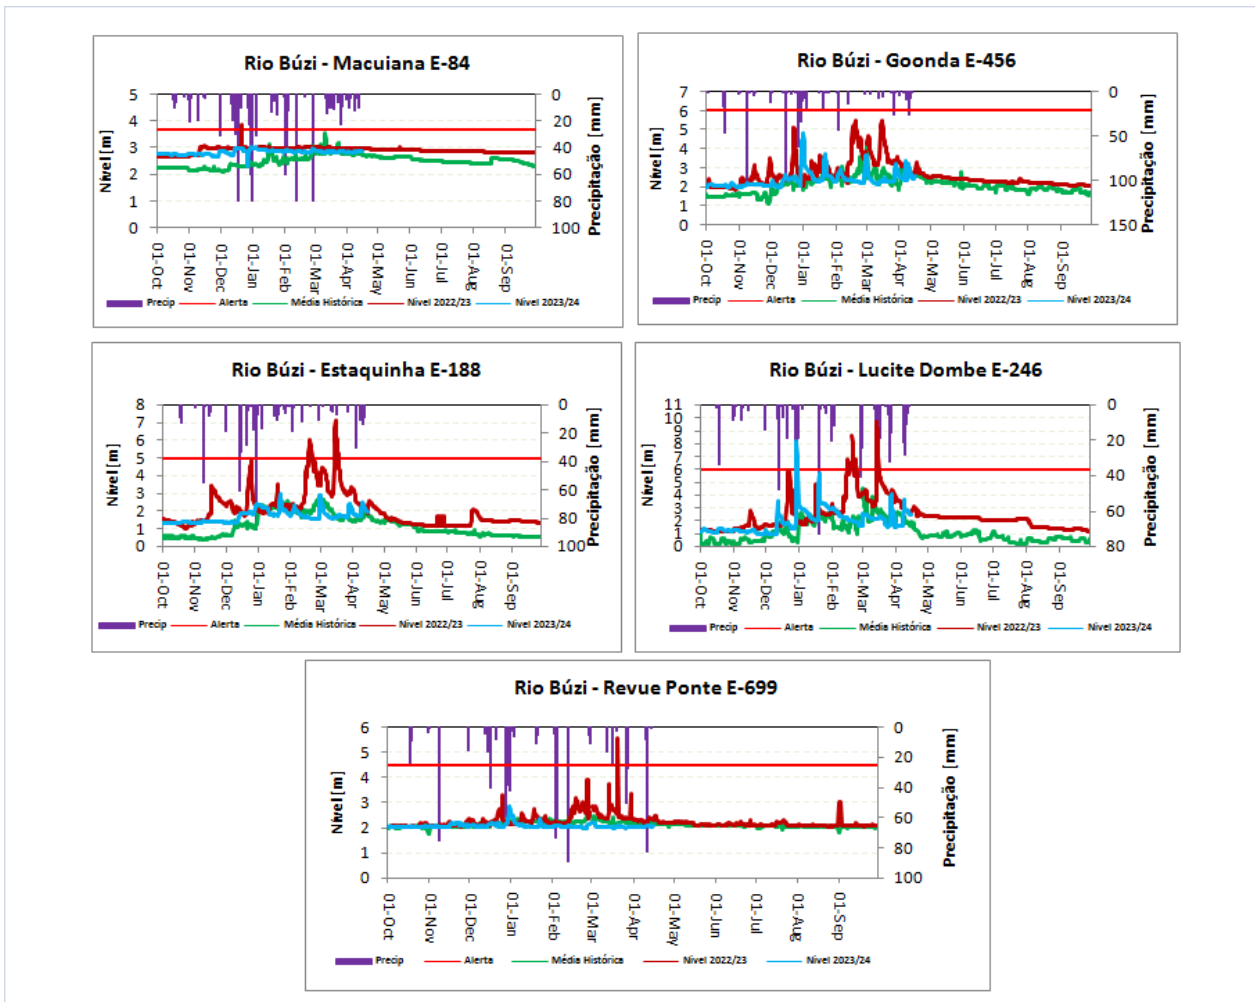 Rio Búzi - Macuiana E-84
Nível [m]
5
4
3
2
1
0
0
20
40
60
80
100
Precipitação [mm]
01-Oct
01-Nov
01-Dec
01-Jan
01-Feb
01-Mar
01-Apr
01-May
01-Jun
01-Jul
01-Aug
01-Sep
Precip Alerta Média Histórica Nivel 2022/23 Nivel 2023/24
Rio Búzi - Goonda E-456
Nível [m]
7
6
5
4
3
2
1
0
0
50
100
150
Precipitação [mm]
01-Oct
01-Nov
01-Dec
01-Jan
01-Feb
01-Mar
01-Apr
01-May
01-Jun
01-Jul
01-Aug
01-Sep
Precip Alerta Média Histórica Nivel 2022/23 Nivel 2023/24
Rio Búzi - Estaquinha E-188
Nível [m]
8
7
6
5
4
3
2
1
0
0
20
40
60
80
100
Precipitação [mm]
01-Oct
01-Nov
01-Dec
01-Jan
01-Feb
01-Mar
01-Apr
01-May
01-Jun
01-Jul
01-Aug
01-Sep
Precip Alerta Média Histórica Nivel 2022/23 Nivel 2023/24
Rio Búzi - Lucite Dombe E-246
Nível [m]
11
10
9
8
7
6
5
4
3
2
1
0
0
20
40
60
80
Precipitação [mm]
01-Oct
01-Nov
01-Dec
01-Jan
01-Feb
01-Mar
01-Apr
01-May
01-Jun
01-Jul
01-Aug
01-Sep
Precip Alerta Média Histórica Nivel 2022/23 Nivel 2023/24
Rio Búzi - Revue Ponte E-699
Nível [m]
6
5
4
3
2
1
0
0
20
40
60
80
100
Precipitação [mm]
01-Oct
01-Nov
01-Dec
01-Jan
01-Feb
01-Mar
01-Apr
01-May
01-Jun
01-Jul
01-Aug
01-Sep
Precip Alerta Média Histórica Nivel 2022/23 Nivel 2023/24